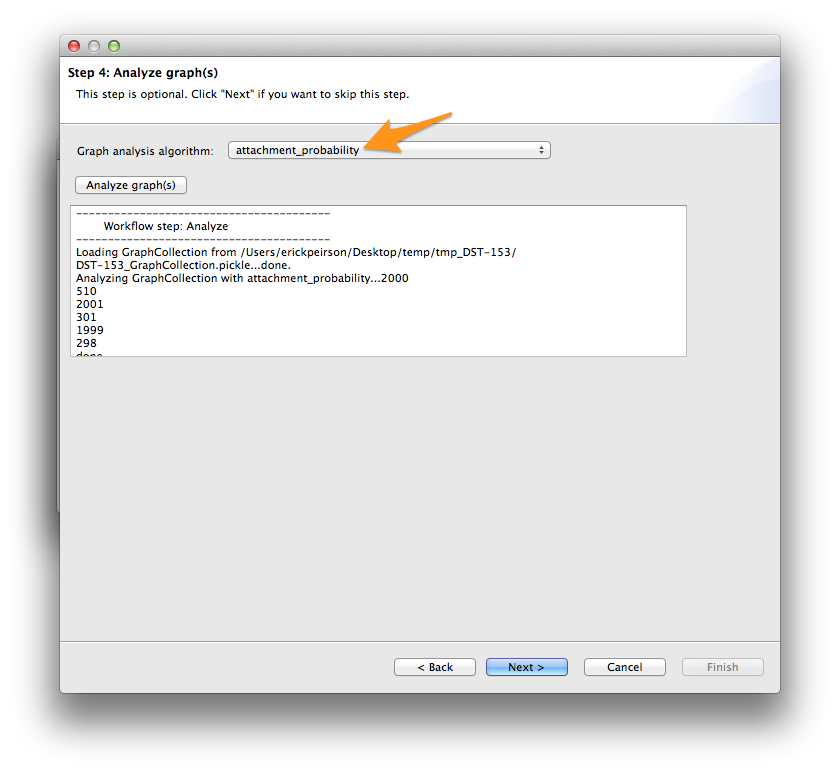 Step 4: Analyze graph(s)
This step is optional. Click "Next" if you want to skip this step.
Graph analysis algorithm: attachment_probability
Analyze graph(s)
----------------------------------------
Workflow step: Analyze
----------------------------------------
Loading GraphCollection from /Users/erickpeirson/Desktop/temp/tmp_DST-153/
DST-153_GraphCollection.pickle...done.
Analyzing GraphCollection with attachment_probability...2000
510
2001
301
1999
298
done
< Back Next > Cancel Finish